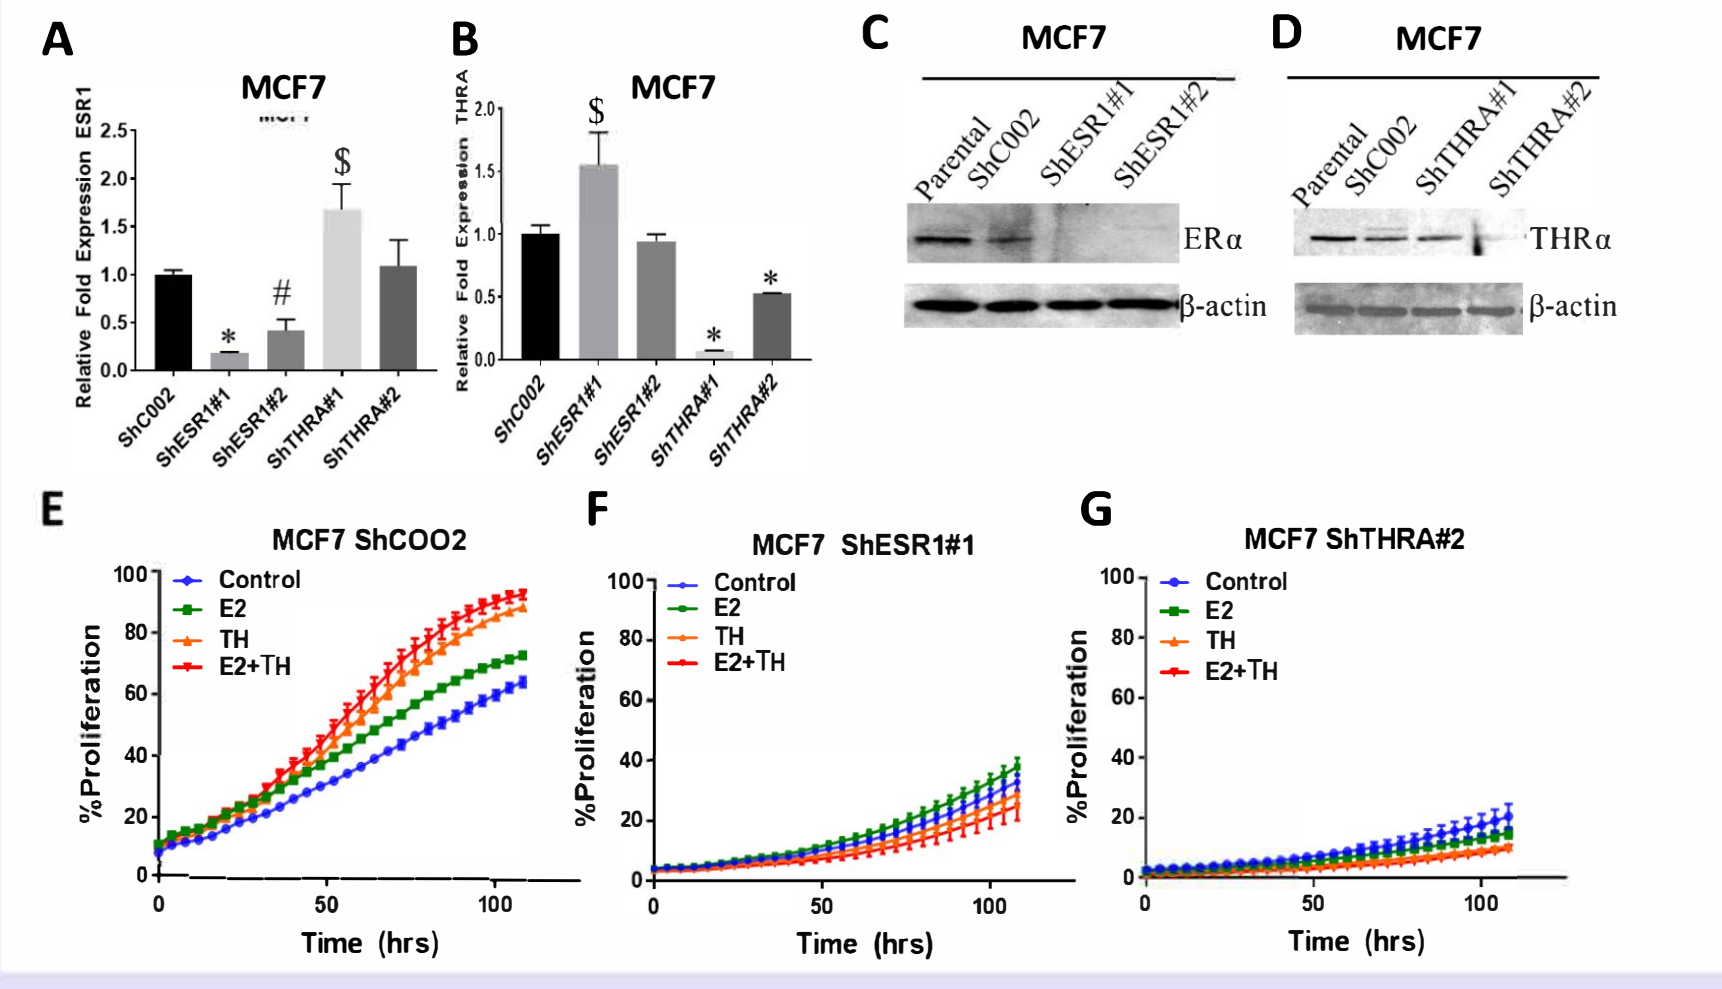 A
MCF7
MCF7
Relative Fold Expression ESR1
2.5
2.0
1.5
1.0
0.5
0.0
*
#
$
ShC002
ShESR1#1
ShESR1#2
ShTHRA#1
ShTHRA#2
B
MCF7
Relative Fold Expression THRA
2.0
1.5
1.0
0.5
0.0
$
*
*
ShC002
ShESR1#1
ShESR1#2
ShTHRA#1
ShTHRA#2
C
MCF7
Parental
ShC002
ShESR1#1
ShESR1#2
ERα
β-actin
D
MCF7
Parental
ShC002
ShTHRA#1
ShTHRA#2
THRα
β-actin
E
MCF7 ShCOO2
%Proliferation
100
80
60
40
20
0
Control
E2
TH
E2+TH
0 50 100
Time (hrs)
F
MCF7 ShESR1#1
%Proliferation
100
80
60
40
20
0
Control
E2
TH
E2+TH
0 50 100
Time (hrs)
G
MCF7 ShTHRA#2
%Proliferation
100
80
60
40
20
0
Control
E2
TH
E2+TH
0 50 100
Time (hrs)